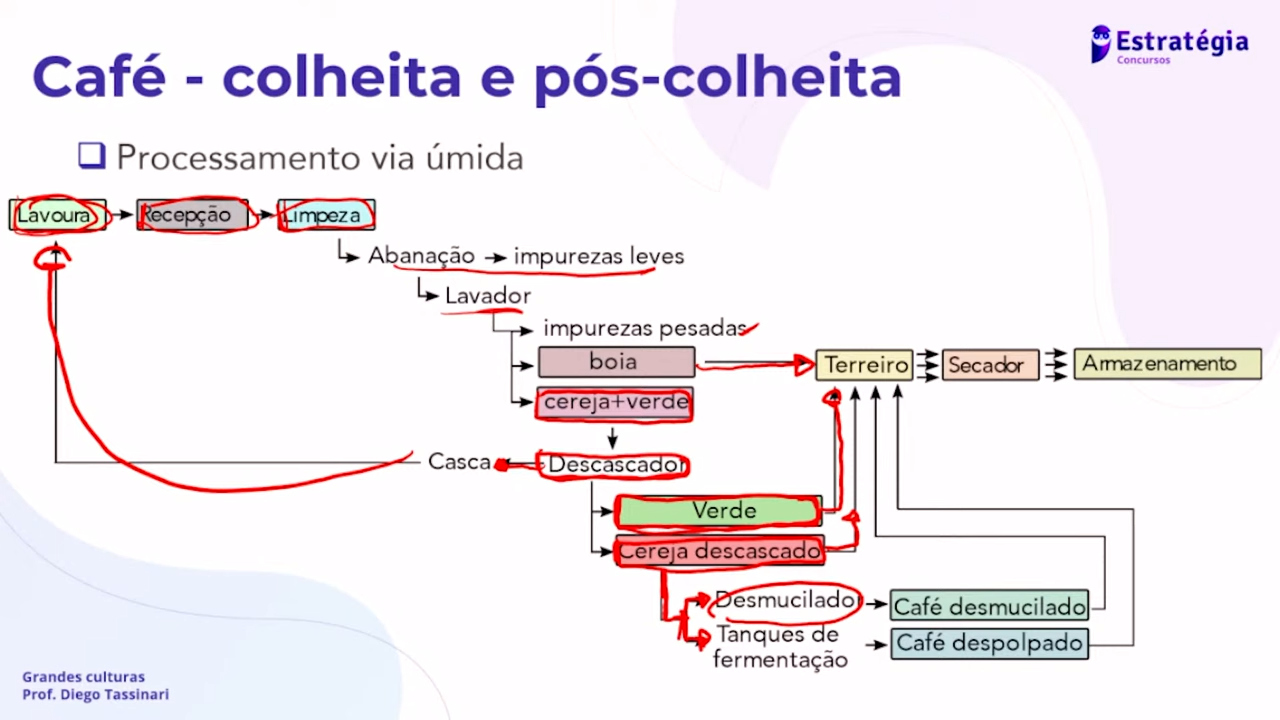 Estratégia
Concursos
Café - colheita e pós-colheita
Processamento via úmida
Lavoura
Recepção
Limpeza
Abanação
impurezas leves
Lavador
impurezas pesadas
boia
Terreiro
Secador
Armazenamento
cereja+verde
Casca
Descascador
Verde
Cereja descascado
Desmucilador
Café desmucilado
Tanques de
fermentação
Café despolpado
Grandes culturas
Prof. Diego Tassinari